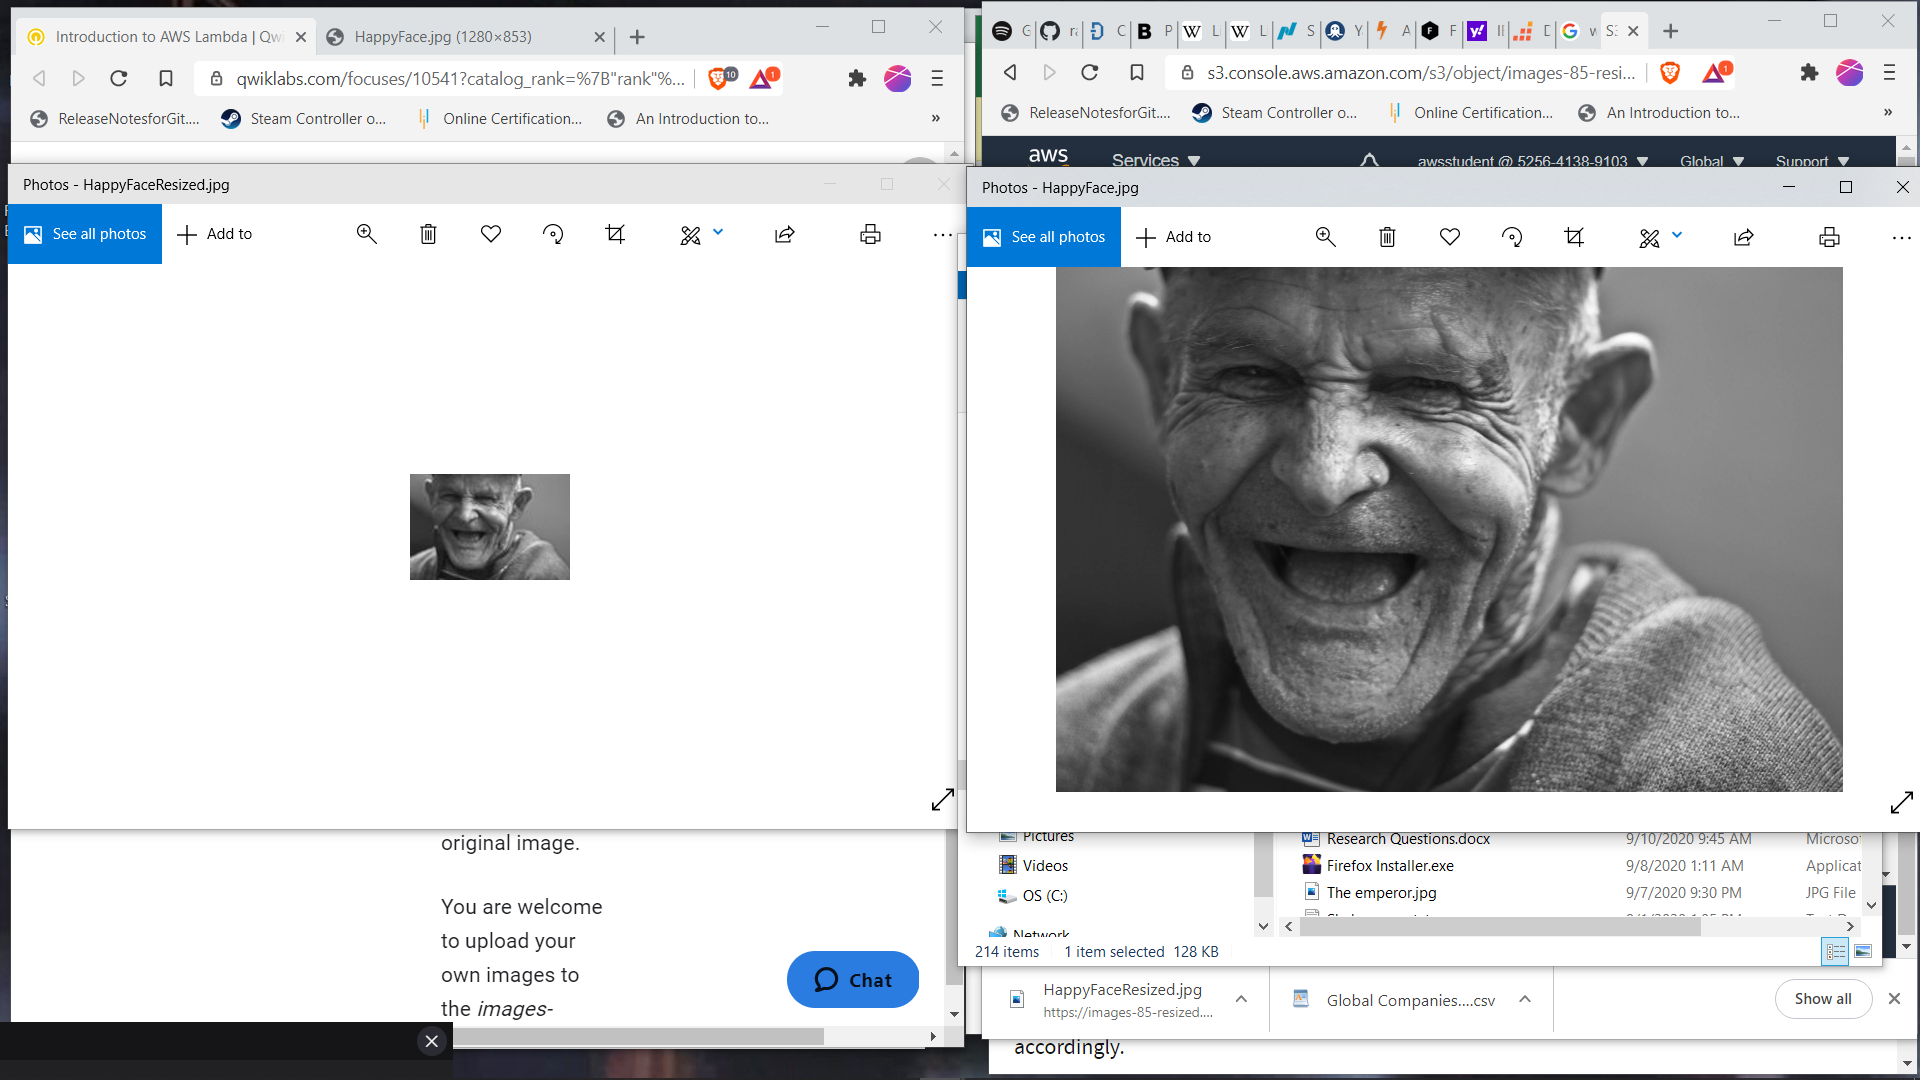 Introduction to AWS Lambda | Qwi
HappyFace.jpg (1280×853)
qwiklabs.com/focuses/10541?catalog_rank=%7B"rank"%...
10
1
ReleaseNotesforGit....
Steam Controller o...
Online Certification...
An Introduction to...
»
Photos - HappyFaceResized.jpg
See all photos
Add to
original image.
You are welcome
to upload your
own images to
the images-
Chat
s3.console.aws.amazon.com/s3/object/images-85-resi...
1
ReleaseNotesforGit....
Steam Controller o...
Online Certification...
An Introduction to...
»
aws
Services
awsstudent @ 5256-4138-9103
Global
Support
Photos - HappyFace.jpg
See all photos
Add to
Pictures
Videos
OS (C:)
Network
Research Questions.docx 9/10/2020 9:45 AM Microsof
Firefox Installer.exe 9/8/2020 1:11 AM Applicat
The emperor.jpg 9/7/2020 9:30 PM JPG File
214 items 1 item selected 128 KB
HappyFaceResized.jpg
https://images-85-resized....
Global Companies....csv
Show all
accordingly.